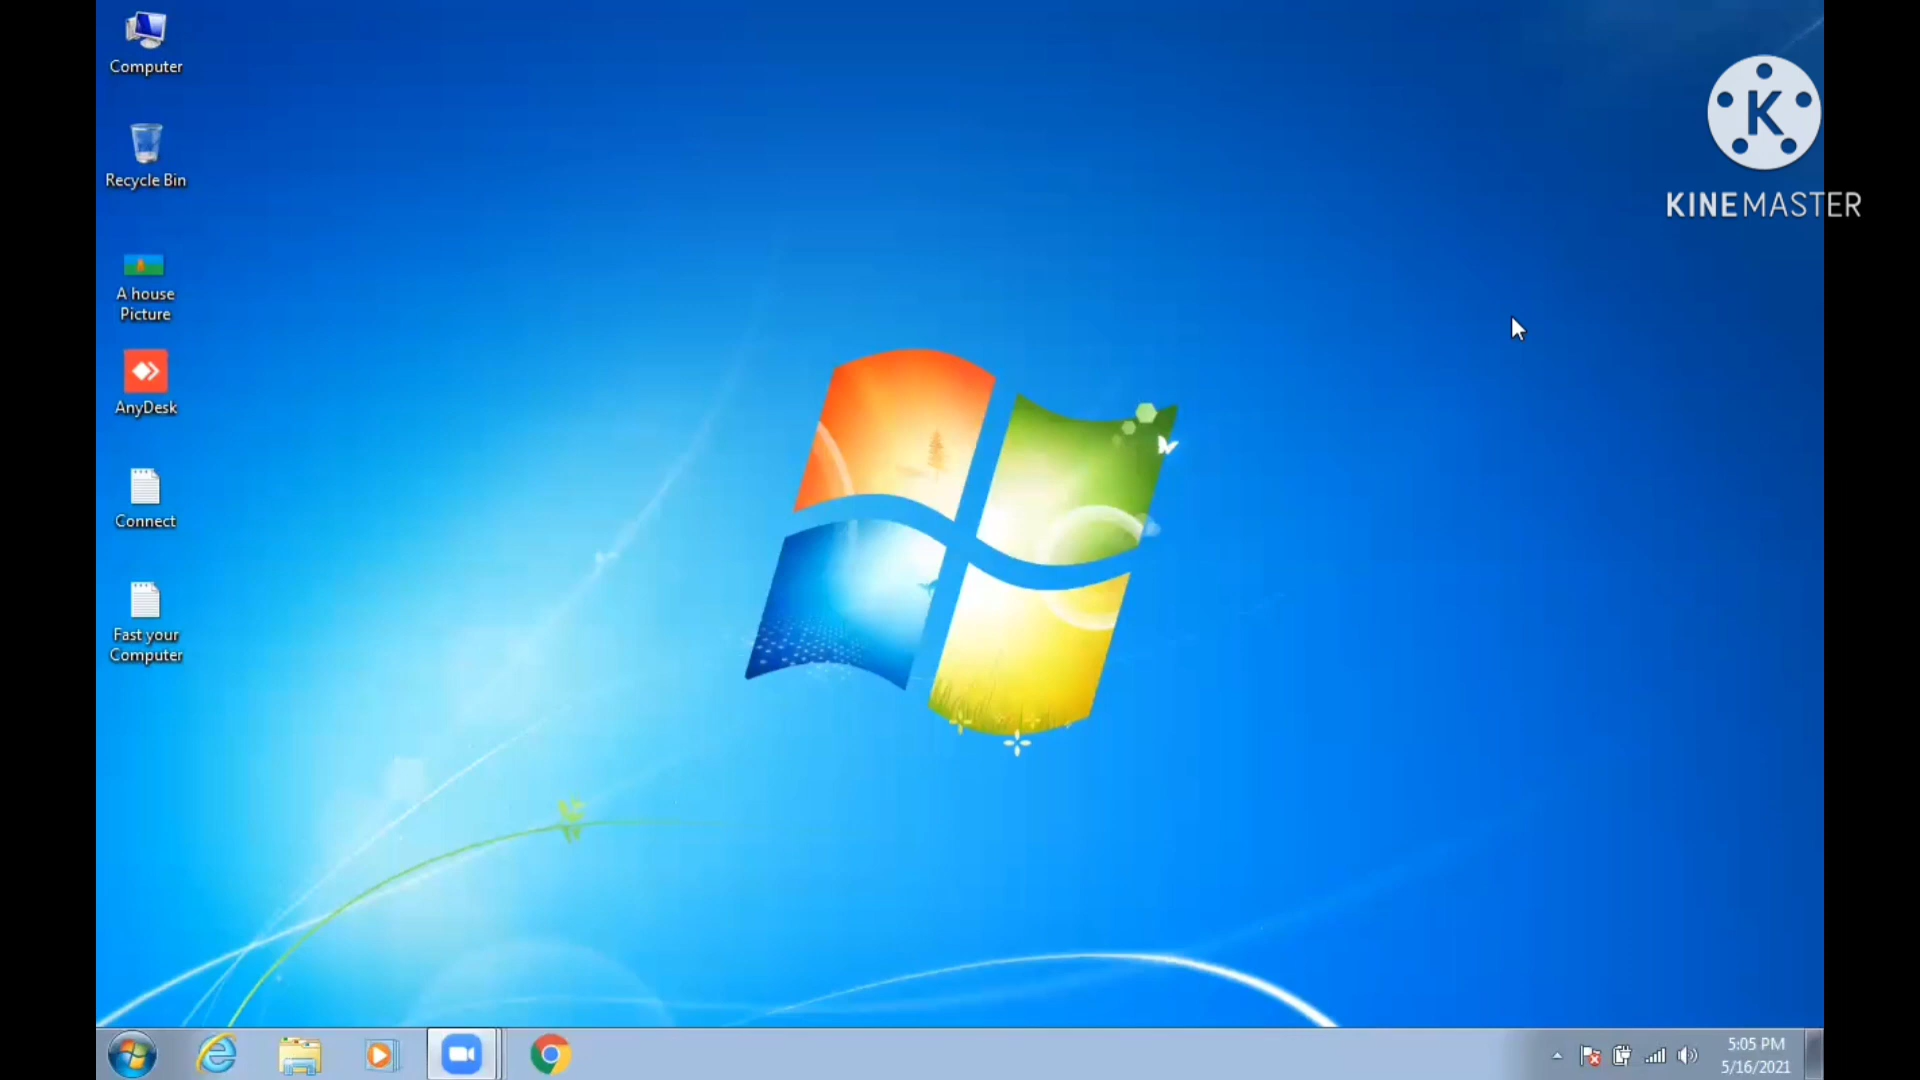 Computer
Recycle Bin
A house
Picture
AnyDesk
Connect
Fast your
Computer
K
KINEMASTER
5:05 PM
5/16/2021